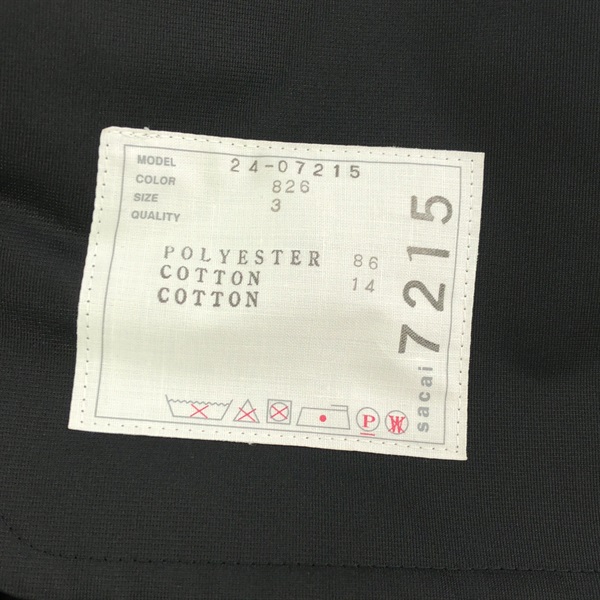 MODEL 24-07215
COLOR 826
SIZE 3
QUALITY
POLYESTER 86
COTTON 14
COTTON
P
W
sacai 7215